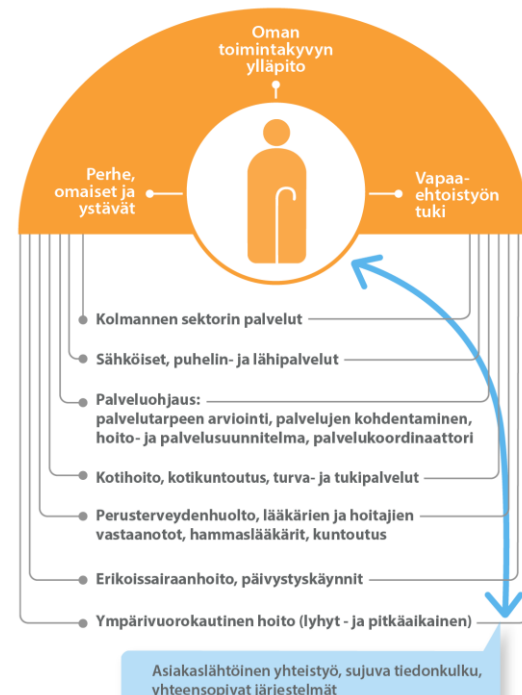 Oman
toimintakyvyn
ylläpito
Perhe,
omaiset ja
ystävät
Vapaa-
ehtoistyön
tuki
Kolmannen sektorin palvelut
Sähköiset, puhelin- ja lähipalvelut
Palveluohjaus:
palvelutarpeen arviointi, palvelujen kohdentaminen,
hoito- ja palvelusuunnitelma, palvelukoordinaattori
Kotihoito, kotikuntoutus, turva- ja tukipalvelut
Perusterveydenhuolto, lääkärien ja hoitajien
vastaanotot, hammaslääkärit, kuntoutus
Erikoissairaanhoito, päivystyskäynnit
Ympärivuorokautinen hoito (lyhyt - ja pitkäaikainen)
Asiakaslähtöinen yhteistyö, sujuva tiedonkulku,
yhteensopivat järjestelmät